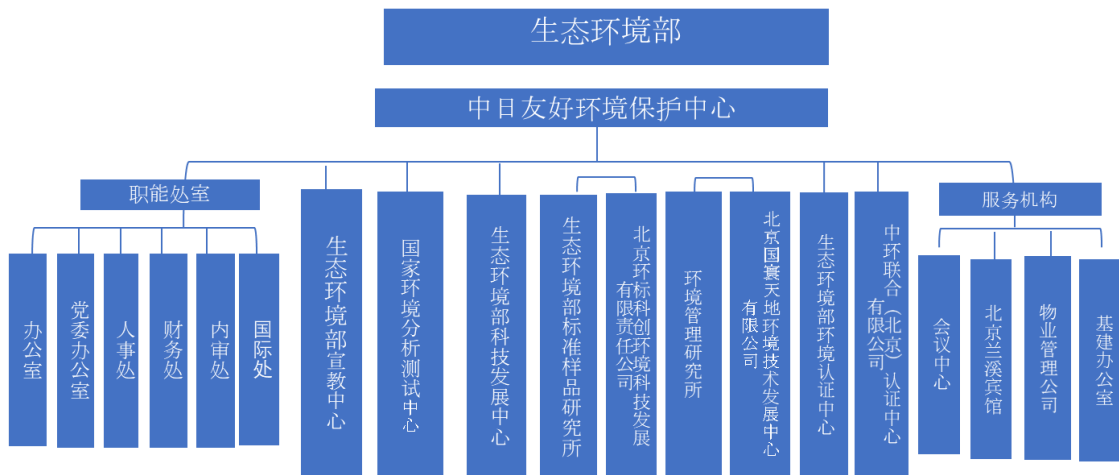 生态环境部
中日友好环境保护中心
职能处室
服务机构
办公室
党委办公室
人事处
财务处
内审处
国际处
生态环境部宣教中心
国家环境分析测试中心
生态环境部科技发展中心
生态环境部标准样品研究所
北京环标科创环境科技发展
有限责任公司
环境管理研究所
北京国寰天地环境技术发展中心
有限公司
生态环境部环境认证中心
中环联合（北京）认证中心
有限公司
会议中心
北京兰溪宾馆
物业管理公司
基建办公室